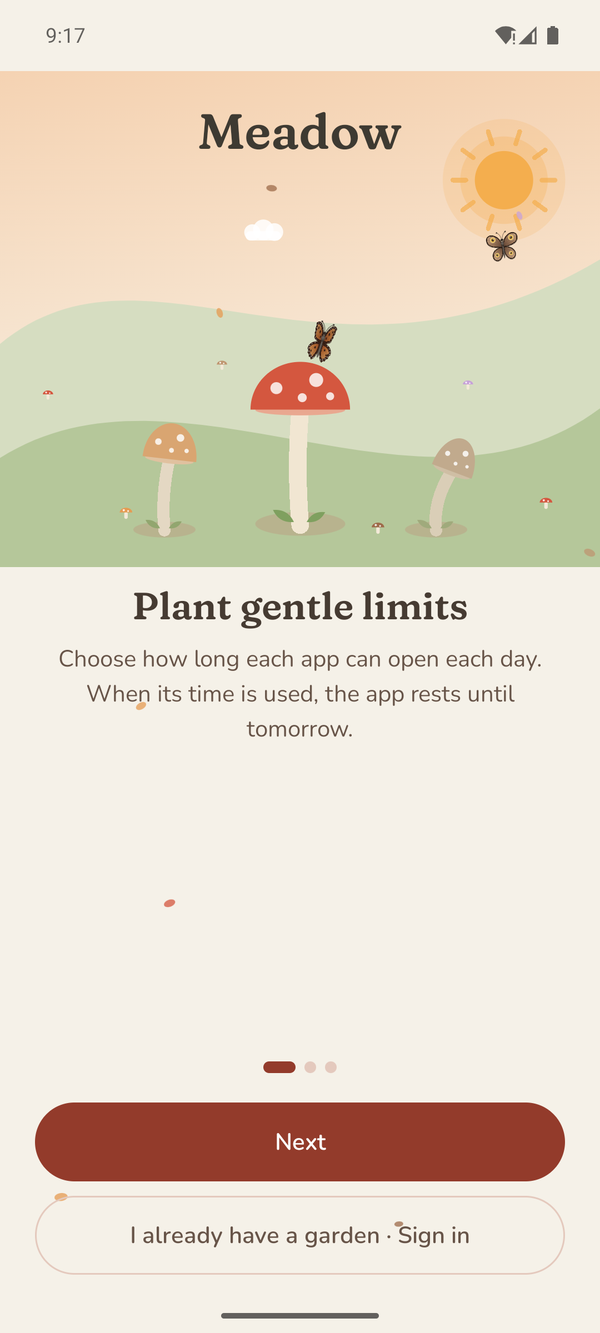 9:17
Meadow
Plant gentle limits
Choose how long each app can open each day.
When its time is used, the app rests until
tomorrow.
Next
I already have a garden · Sign in